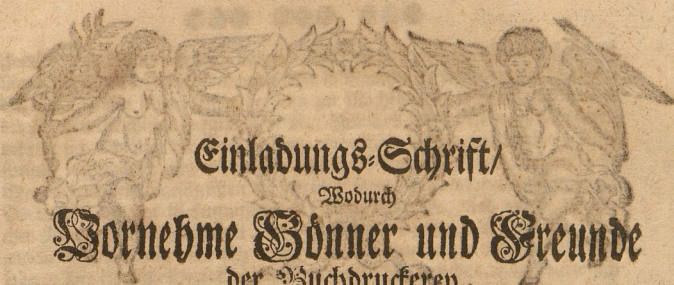 Einladungs-Schrift/
Wodurch
Vornehme Gönner und Freunde
der Buchdruckerey